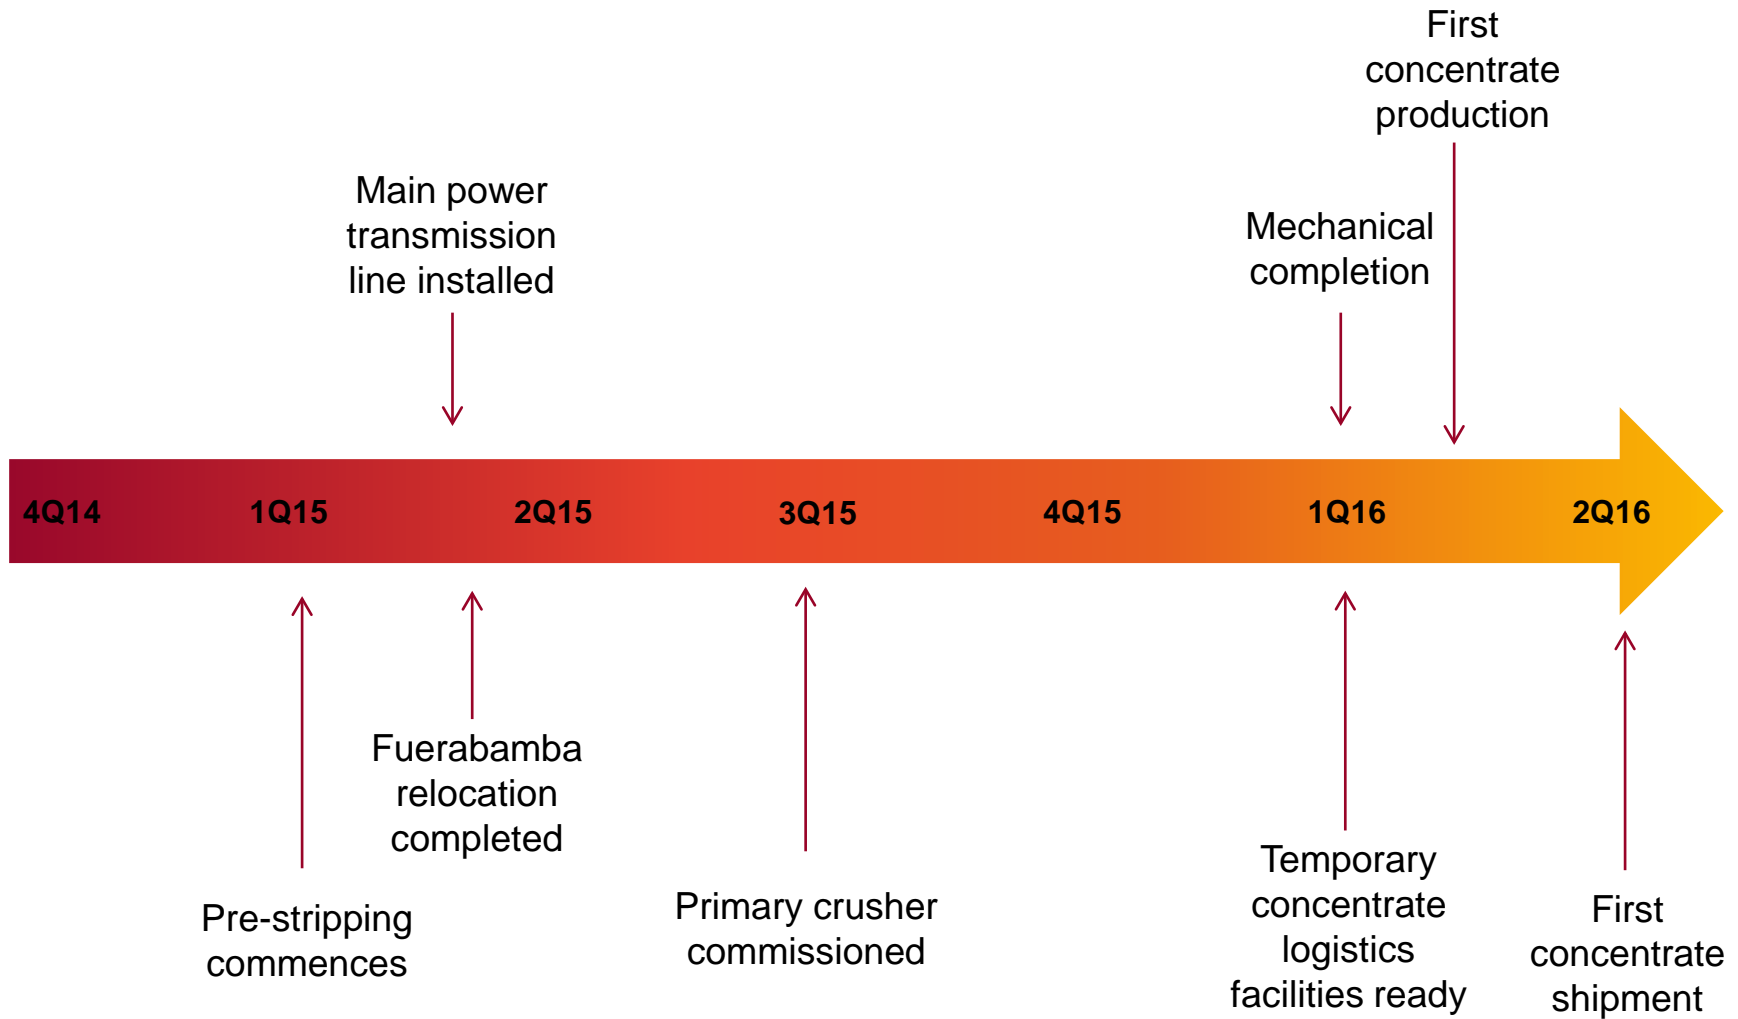 First
concentrate
production
Main power
transmission
line installed
Mechanical
completion
4Q14 1Q15 2Q15 3Q15 4Q15 1Q16 2Q16
Fuerabamba
relocation
completed
Pre-stripping
commences
Primary crusher
commissioned
Temporary
concentrate
logistics
facilities ready
First
concentrate
shipment